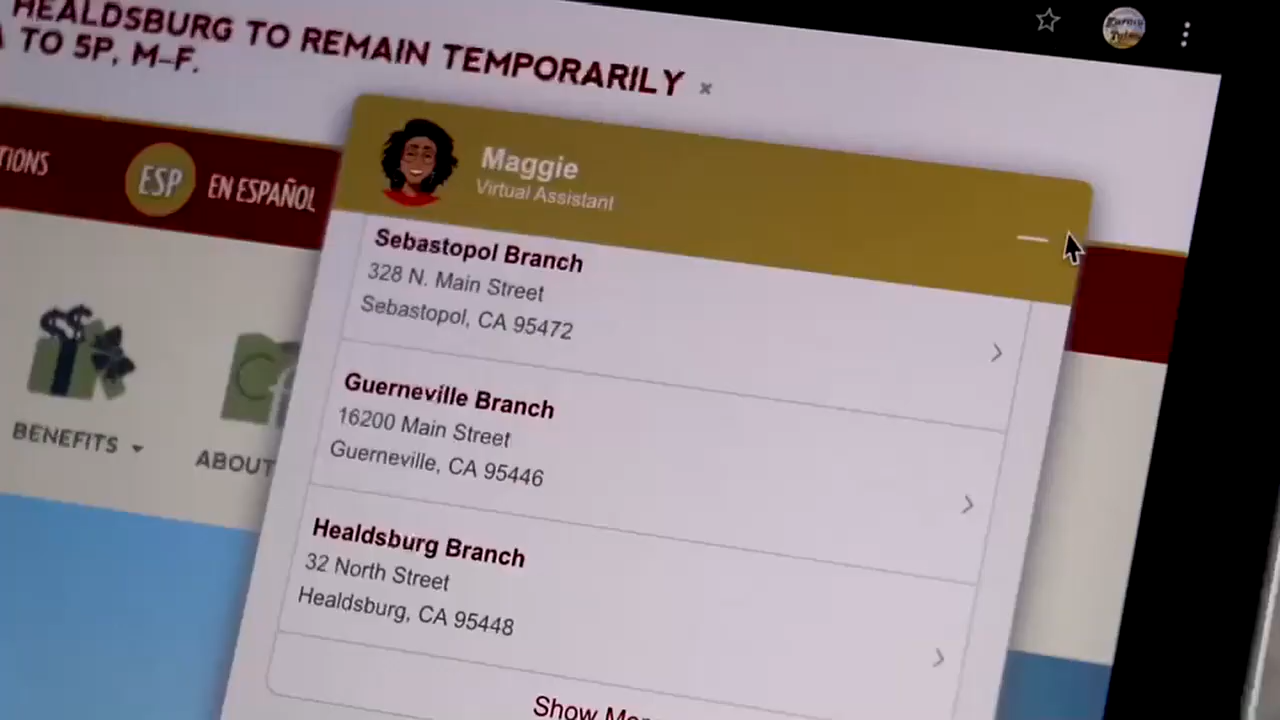 HEALDSBURG TO REMAIN TEMPORARILY ×
TO 5P, M–F.
TIONS
ESP EN ESPAÑOL
Maggie
Virtual Assistant
Sebastopol Branch
328 N. Main Street
Sebastopol, CA 95472
Guerneville Branch
16200 Main Street
Guerneville, CA 95446
Healdsburg Branch
32 North Street
Healdsburg, CA 95448
Show
BENEFITS
ABOUT